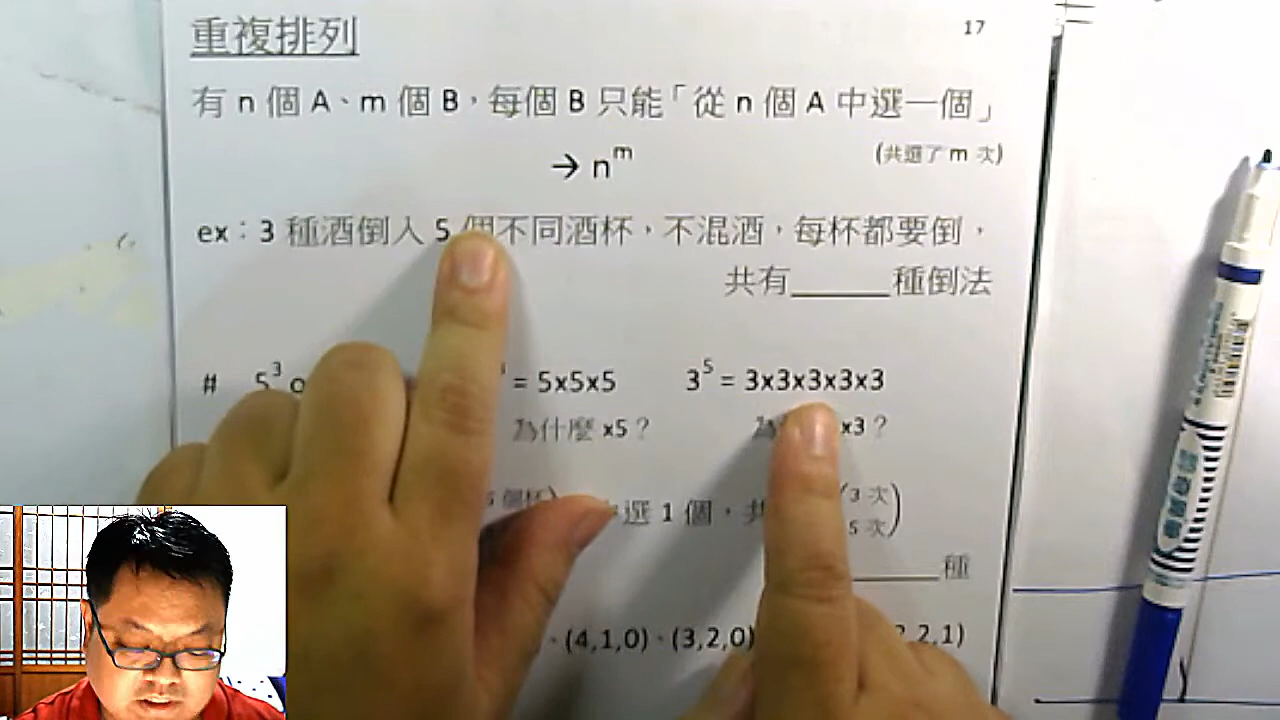 重複排列
17
有 n 個 A、m 個 B，每個 B 只能「從 n 個 A 中選一個」
→ n^m
(共選了 m 次)
ex：3 種酒倒入 5 個不同酒杯，不混酒，每杯都要倒，
共有______種倒法
# 5^3 = 5x5x5 3^5 = 3x3x3x3x3
為什麼 x5？ x3？
選 1 個，共 3 次
5 次
種
、(4,1,0)、(3,2,0) 2,1)